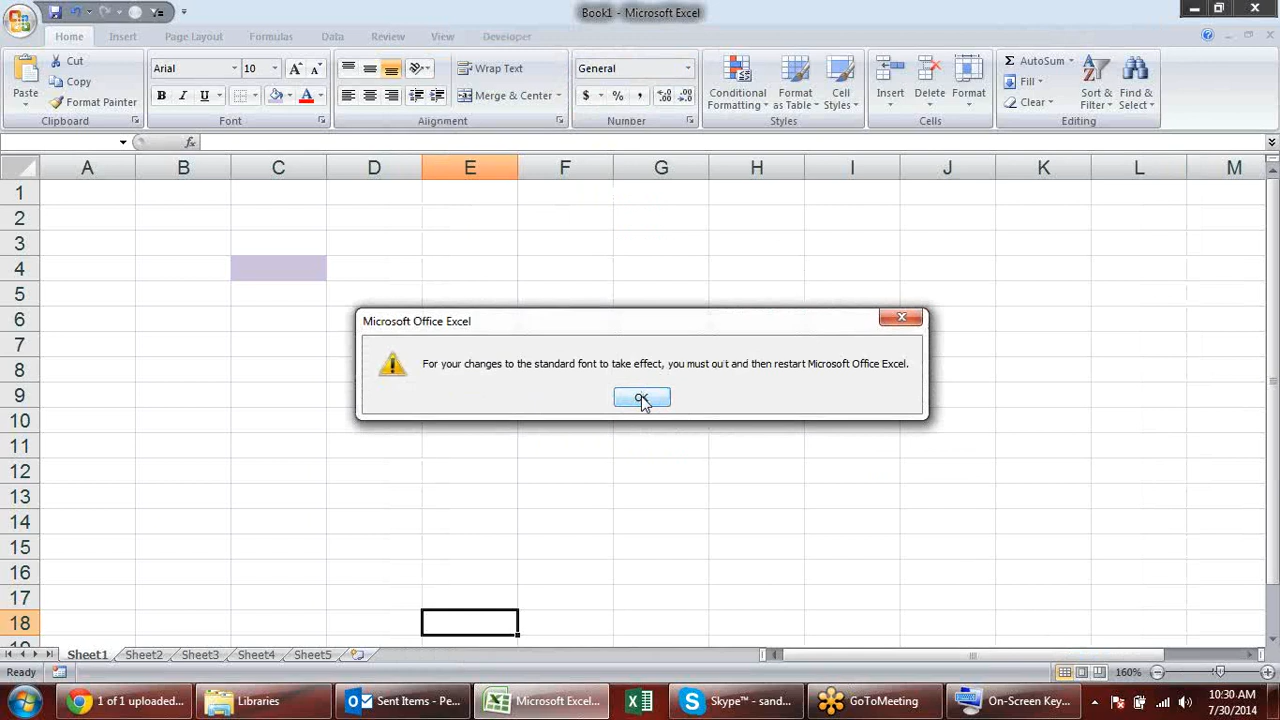 Book1 - Microsoft Excel
Home Insert Page Layout Formulas Data Review View Developer
Paste
Cut
Copy
Format Painter
Clipboard
Arial 10
B I U
Font
Wrap Text
Merge & Center
Alignment
General
$ % ,
Number
Conditional Formatting
Format as Table
Cell Styles
Styles
Insert
Delete
Format
Cells
Σ AutoSum
Fill
Clear
Sort & Filter
Find & Select
Editing
fx
A B C D E F G H I J K L M
1
2
3
4
5
6
7
8
9
10
11
12
13
14
15
16
17
18
Microsoft Office Excel
For your changes to the standard font to take effect, you must out and then restart Microsoft Office Excel.
OK
Sheet1 Sheet2 Sheet3 Sheet4 Sheet5
Ready
160%
1 of 1 uploaded...
Libraries
Sent Items - Pe...
Microsoft Excel...
Skype™ - sand...
GoToMeeting
On-Screen Key...
10:30 AM
7/30/2014